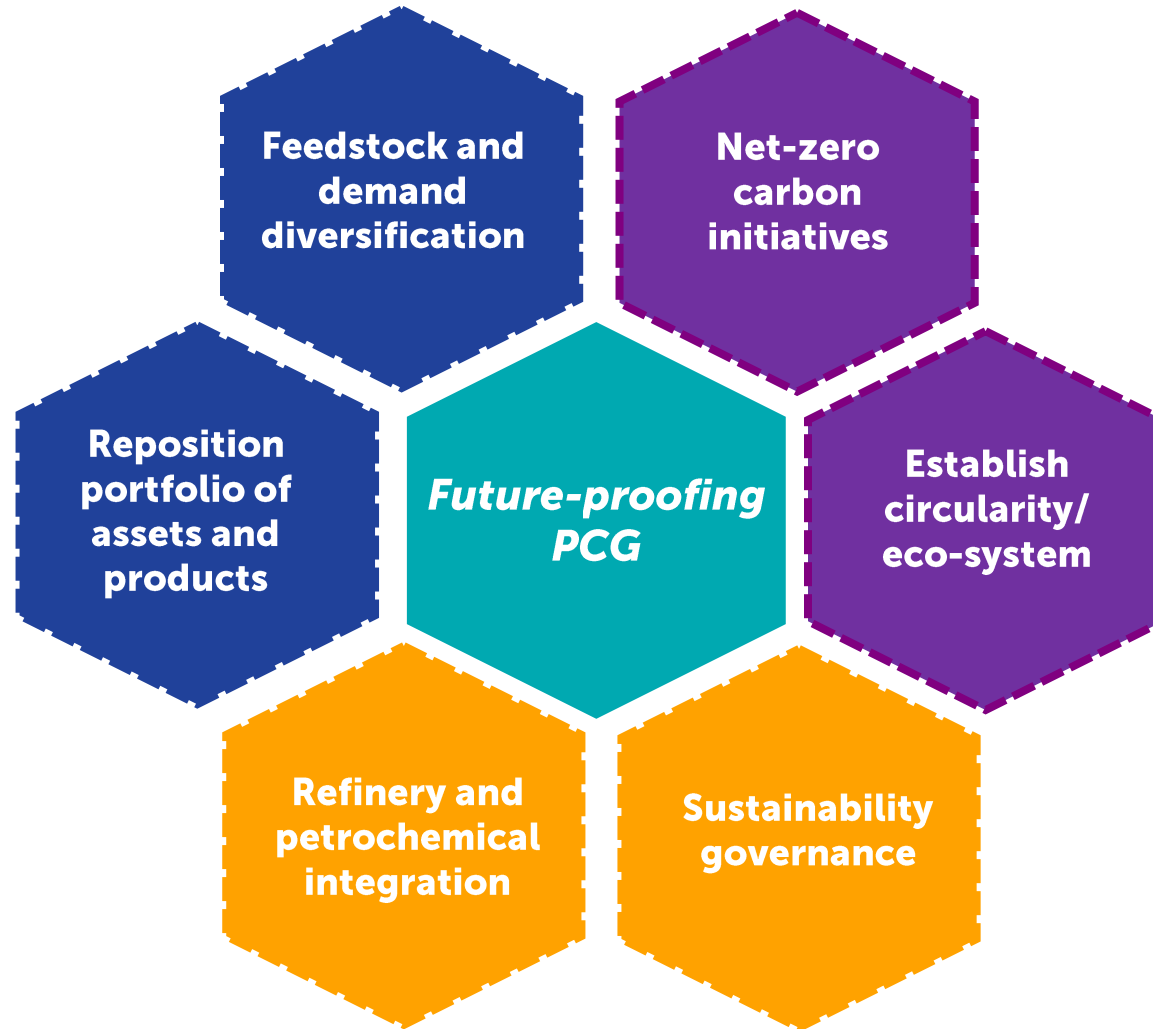 Feedstock and
demand
diversification
Net-zero
carbon
initiatives
Reposition
portfolio of
assets and
products
Future-proofing
PCG
Establish
circularity/
eco-system
Refinery and
petrochemical
integration
Sustainability
governance